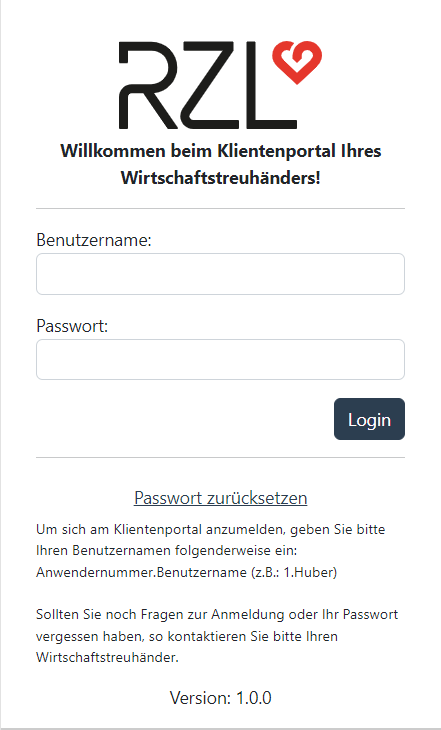 RZL
Willkommen beim Klientenportal Ihres
Wirtschaftstreuhänders!
Benutzername:
Passwort:
Login
Passwort zurücksetzen
Um sich am Klientenportal anzumelden, geben Sie bitte
Ihren Benutzernamen folgenderweise ein:
Anwendernummer.Benutzername (z.B.: 1.Huber)
Sollten Sie noch Fragen zur Anmeldung oder Ihr Passwort
vergessen haben, so kontaktieren Sie bitte Ihren
Wirtschaftstreuhänder.
Version: 1.0.0